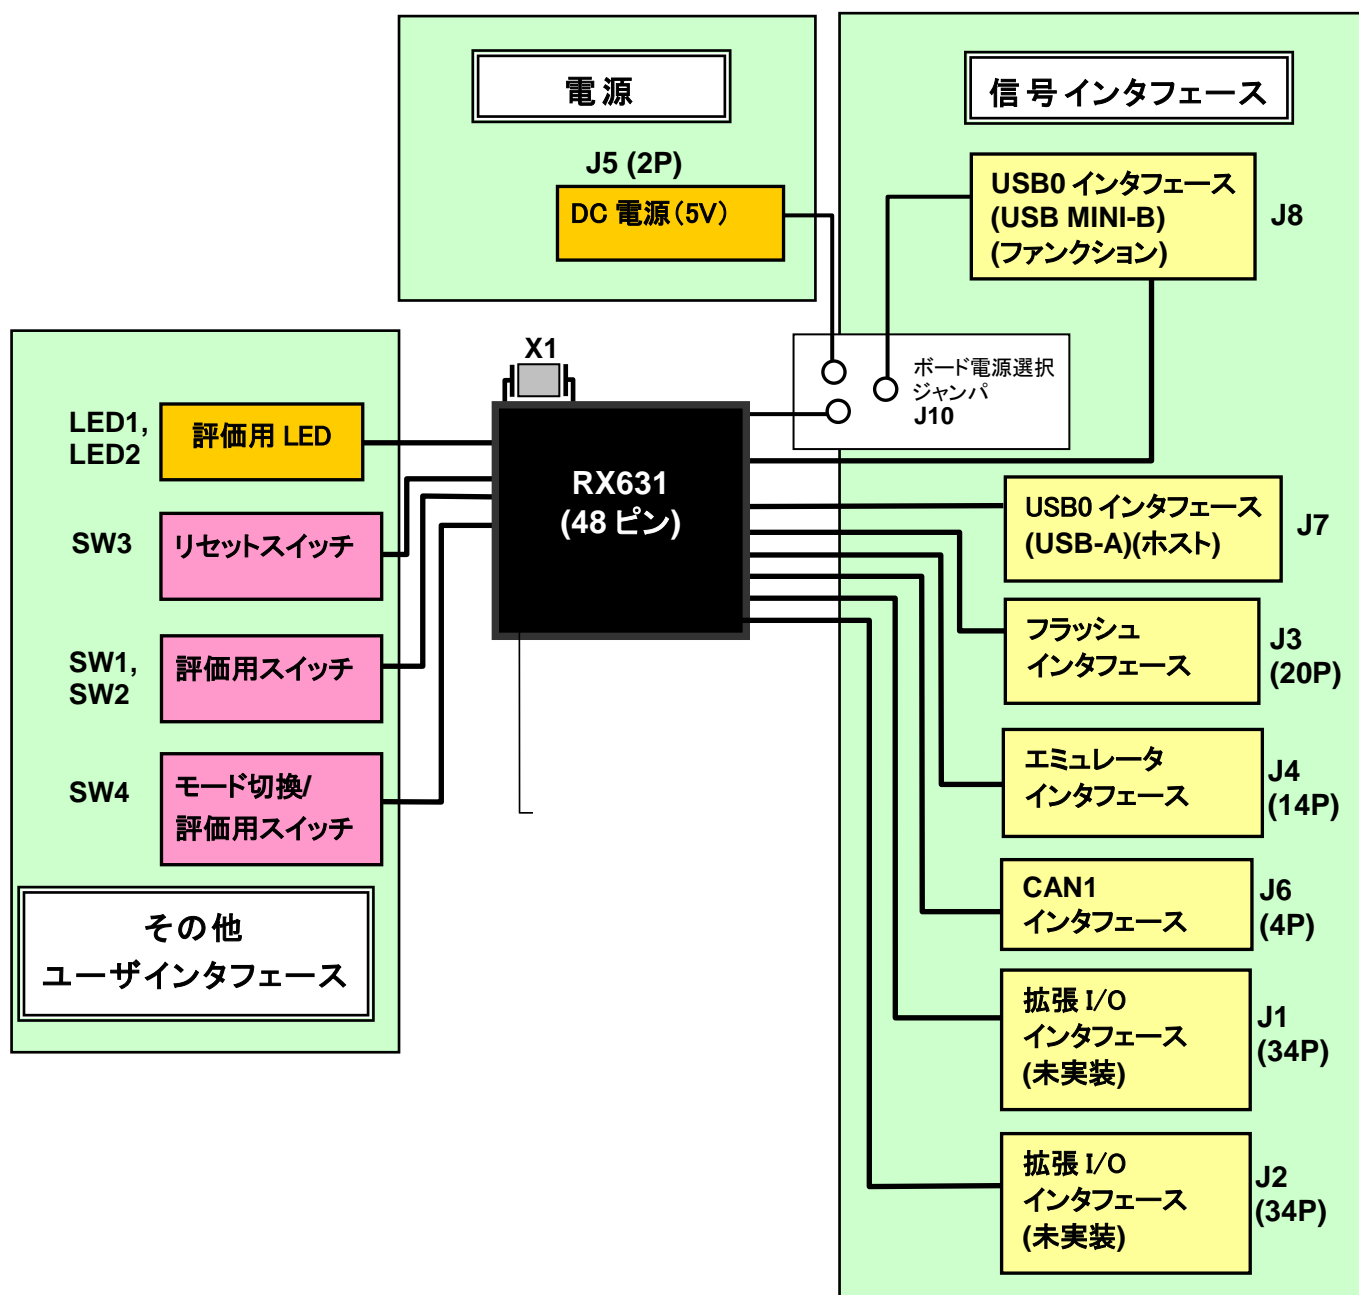 電源
J5 (2P)
DC 電源(5V)
信号インタフェース
USB0 インタフェース
(USB MINI-B)
(ファンクション)
J8
X1
ボード電源選択
ジャンパ
J10
LED1,
LED2
評価用 LED
RX631
(48 ピン)
SW3
リセットスイッチ
SW1,
SW2
評価用スイッチ
SW4
モード切換/
評価用スイッチ
その他
ユーザインタフェース
USB0 インタフェース
(USB-A)(ホスト)
J7
フラッシュ
インタフェース
J3
(20P)
エミュレータ
インタフェース
J4
(14P)
CAN1
インタフェース
J6
(4P)
拡張 I/O
インタフェース
(未実装)
J1
(34P)
拡張 I/O
インタフェース
(未実装)
J2
(34P)